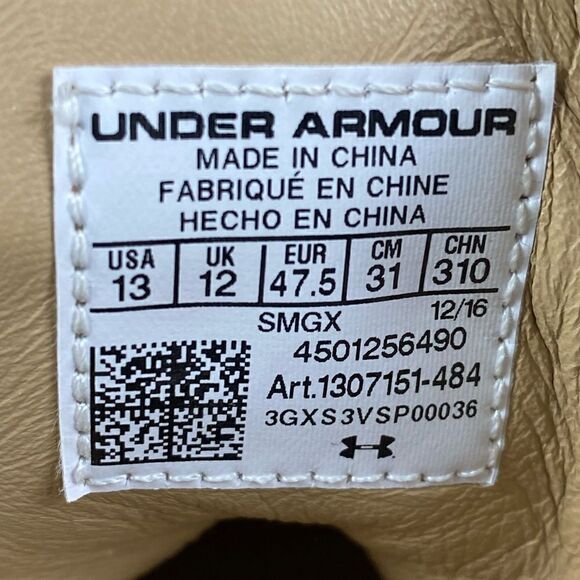 UNDER ARMOUR
MADE IN CHINA
FABRIQUÉ EN CHINE
HECHO EN CHINA
USA UK EUR CM CHN
13 12 47.5 31 310
SMGX 12/16
4501256490
Art.1307151-484
3GXS3VSP00036